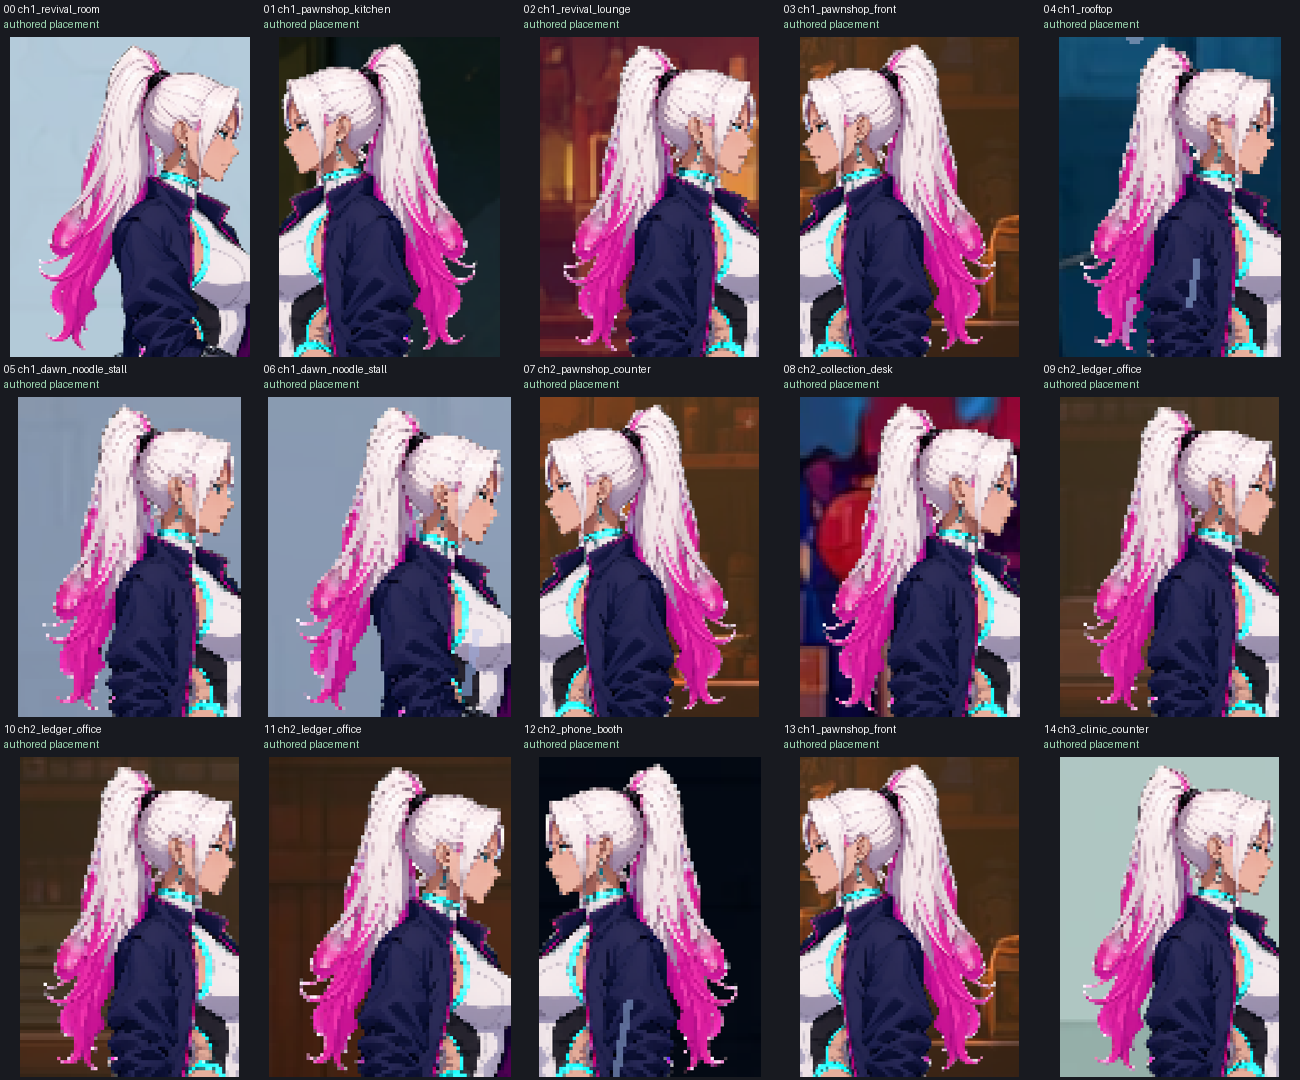 00 ch1_revival_room
authored placement
01 ch1_pawnshop_kitchen
authored placement
02 ch1_revival_lounge
authored placement
03 ch1_pawnshop_front
authored placement
04 ch1_rooftop
authored placement
05 ch1_dawn_noodle_stall
authored placement
06 ch1_dawn_noodle_stall
authored placement
07 ch2_pawnshop_counter
authored placement
08 ch2_collection_desk
authored placement
09 ch2_ledger_office
authored placement
10 ch2_ledger_office
authored placement
11 ch2_ledger_office
authored placement
12 ch2_phone_booth
authored placement
13 ch1_pawnshop_front
authored placement
14 ch3_clinic_counter
authored placement